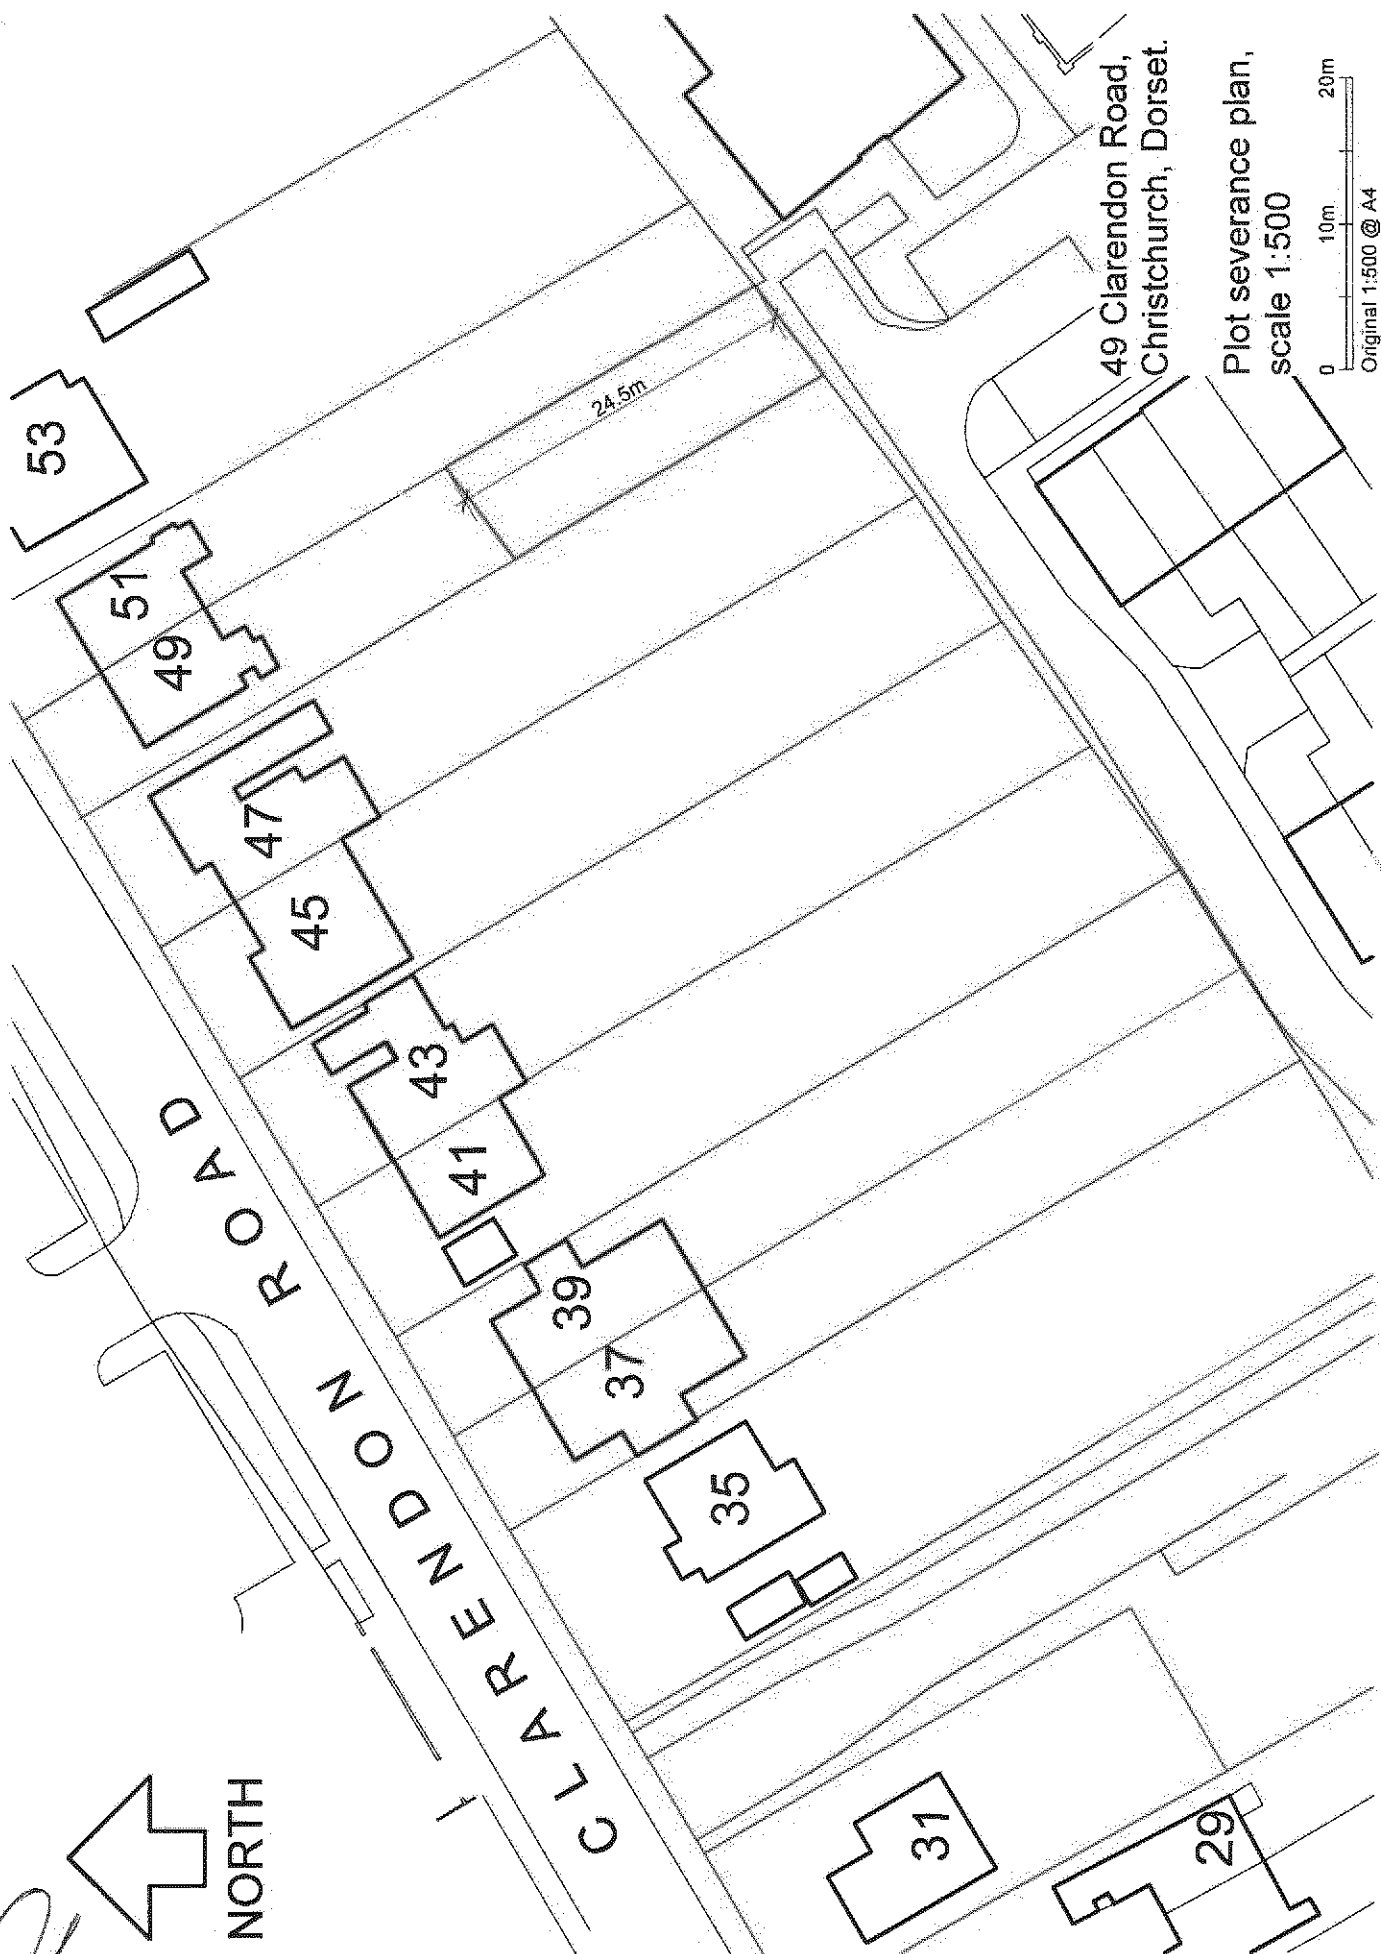 53
51
49
47
45
43
41
39
37
35
31
29
CLARENDON ROAD
24.5m
NORTH
49 Clarendon Road,
Christchurch, Dorset.
Plot severance plan,
scale 1:500
0 10m 20m
Original 1:500 @ A4